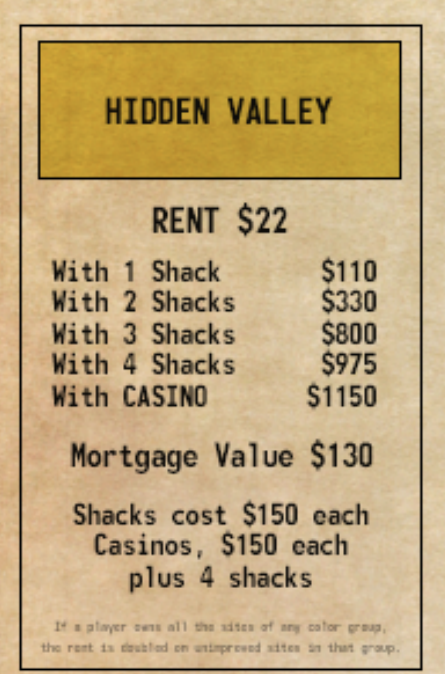 HIDDEN VALLEY
RENT $22
With 1 Shack $110
With 2 Shacks $330
With 3 Shacks $800
With 4 Shacks $975
With CASINO $1150
Mortgage Value $130
Shacks cost $150 each
Casinos, $150 each
plus 4 shacks
If a player owns all the sites of any color group,
the rent is doubled on unimproved sites in that group.